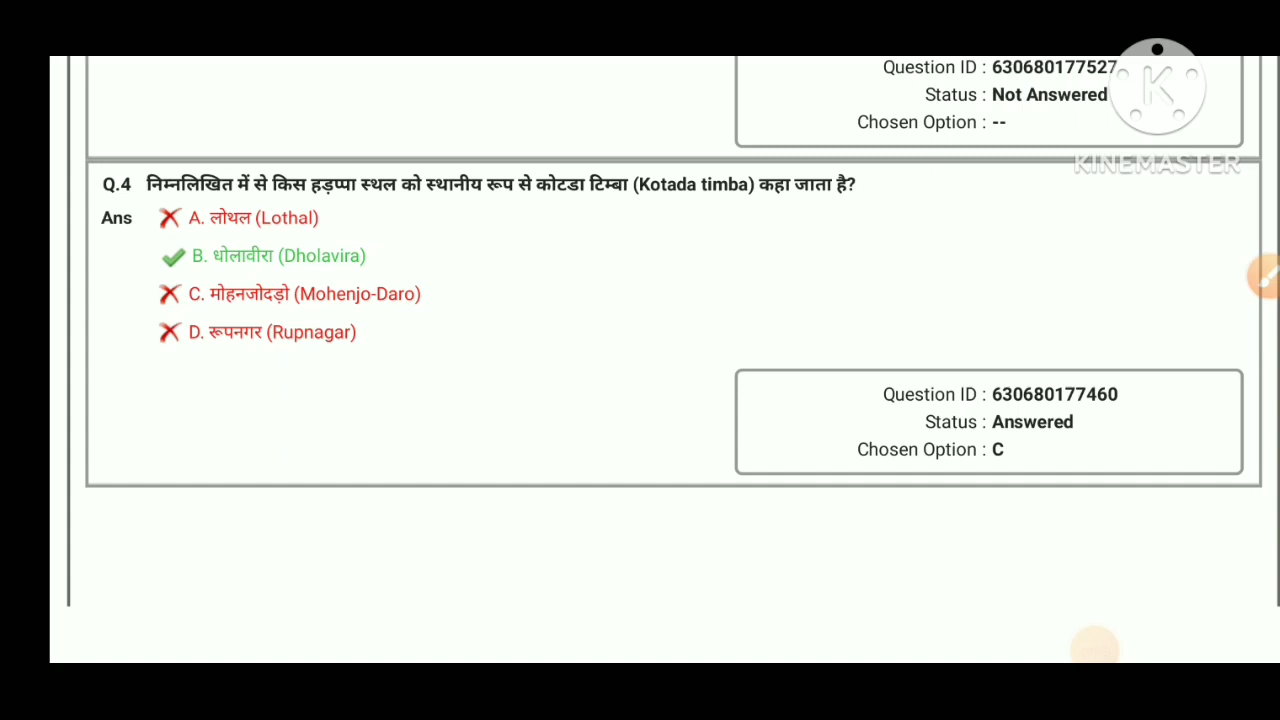 Question ID : 630680177527
Status : Not Answered
Chosen Option : --
KINEMASTER
Q.4 निम्नलिखित में से किस हड़प्पा स्थल को स्थानीय रूप से कोटडा टिम्बा (Kotada timba) कहा जाता है?
Ans A. लोथल (Lothal)
B. धोलावीरा (Dholavira)
C. मोहनजोदड़ो (Mohenjo-Daro)
D. रूपनगर (Rupnagar)
Question ID : 630680177460
Status : Answered
Chosen Option : C